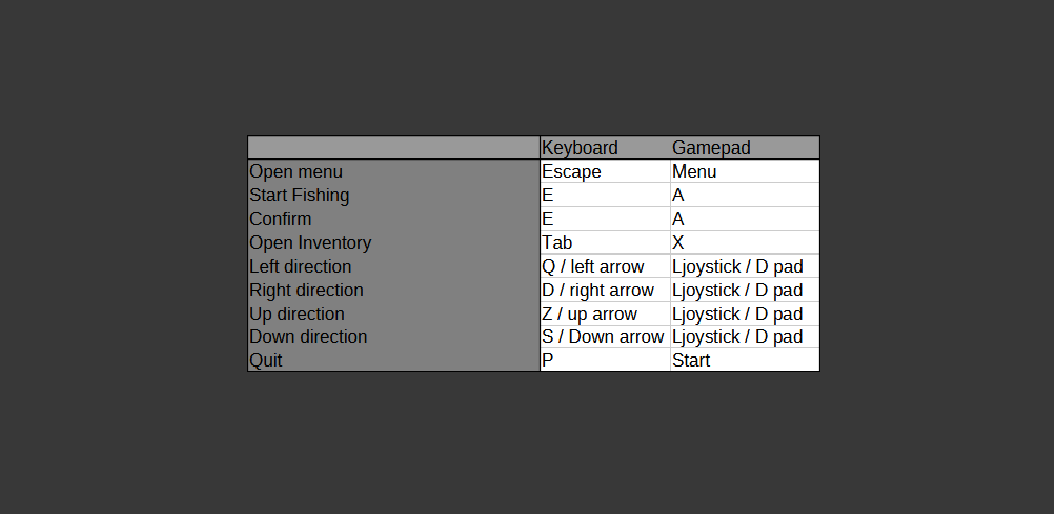 Keyboard Gamepad
Open menu Escape Menu
Start Fishing E A
Confirm E A
Open Inventory Tab X
Left direction Q / left arrow Ljoystick / D pad
Right direction D / right arrow Ljoystick / D pad
Up direction Z / up arrow Ljoystick / D pad
Down direction S / Down arrow Ljoystick / D pad
Quit P Start